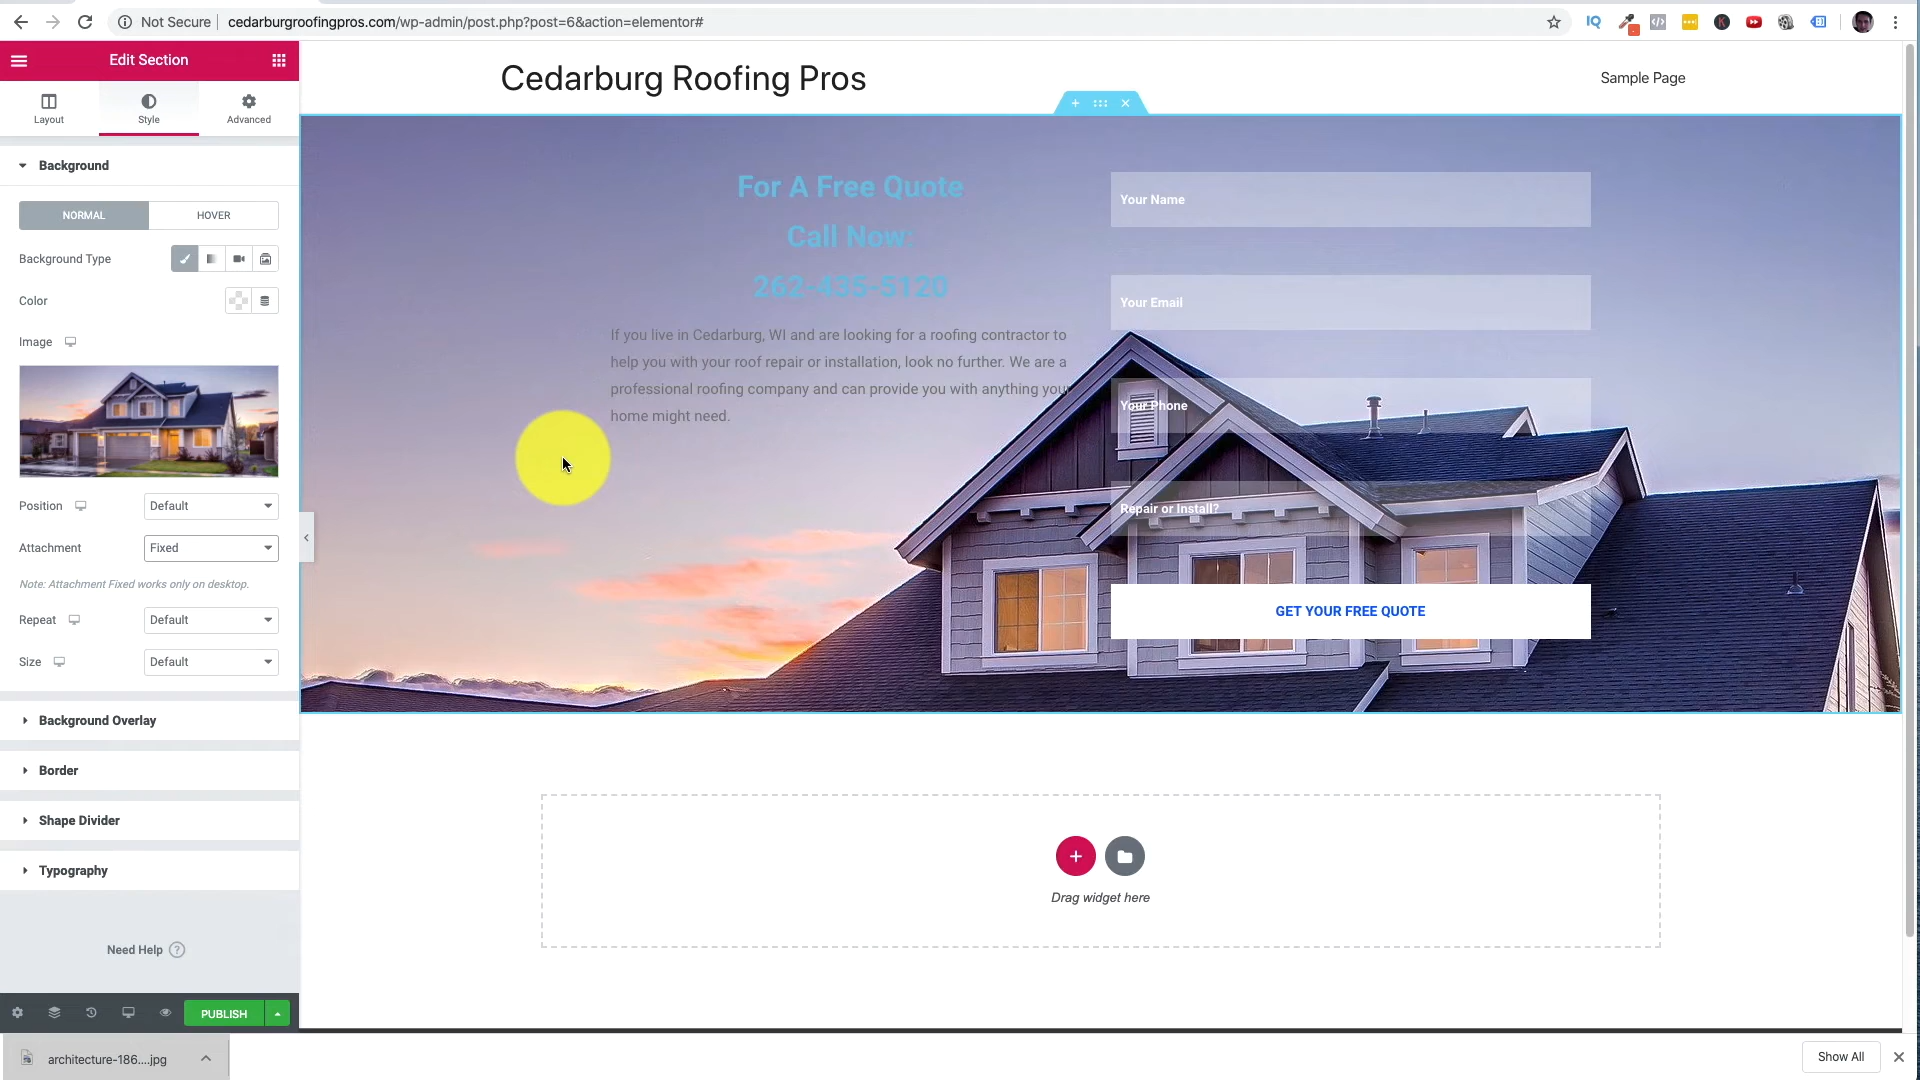 Not Secure
cedarburgroofingpros.com/wp-admin/post.php?post=6&action=elementor#
IQ
Edit Section
Layout
Style
Advanced
Background
NORMAL
HOVER
Background Type
Color
Image
Position
Default
Attachment
Fixed
Note: Attachment Fixed works only on desktop.
Repeat
Default
Size
Default
Background Overlay
Border
Shape Divider
Typography
Need Help ?
PUBLISH
Cedarburg Roofing Pros
Sample Page
For A Free Quote
Call Now:
262-435-5120
If you live in Cedarburg, WI and are looking for a roofing contractor to
help you with your roof repair or installation, look no further. We are a
professional roofing company and can provide you with anything your
home might need.
Your Name
Your Email
Your Phone
Repair or Install?
GET YOUR FREE QUOTE
Drag widget here
architecture-186....jpg
Show All